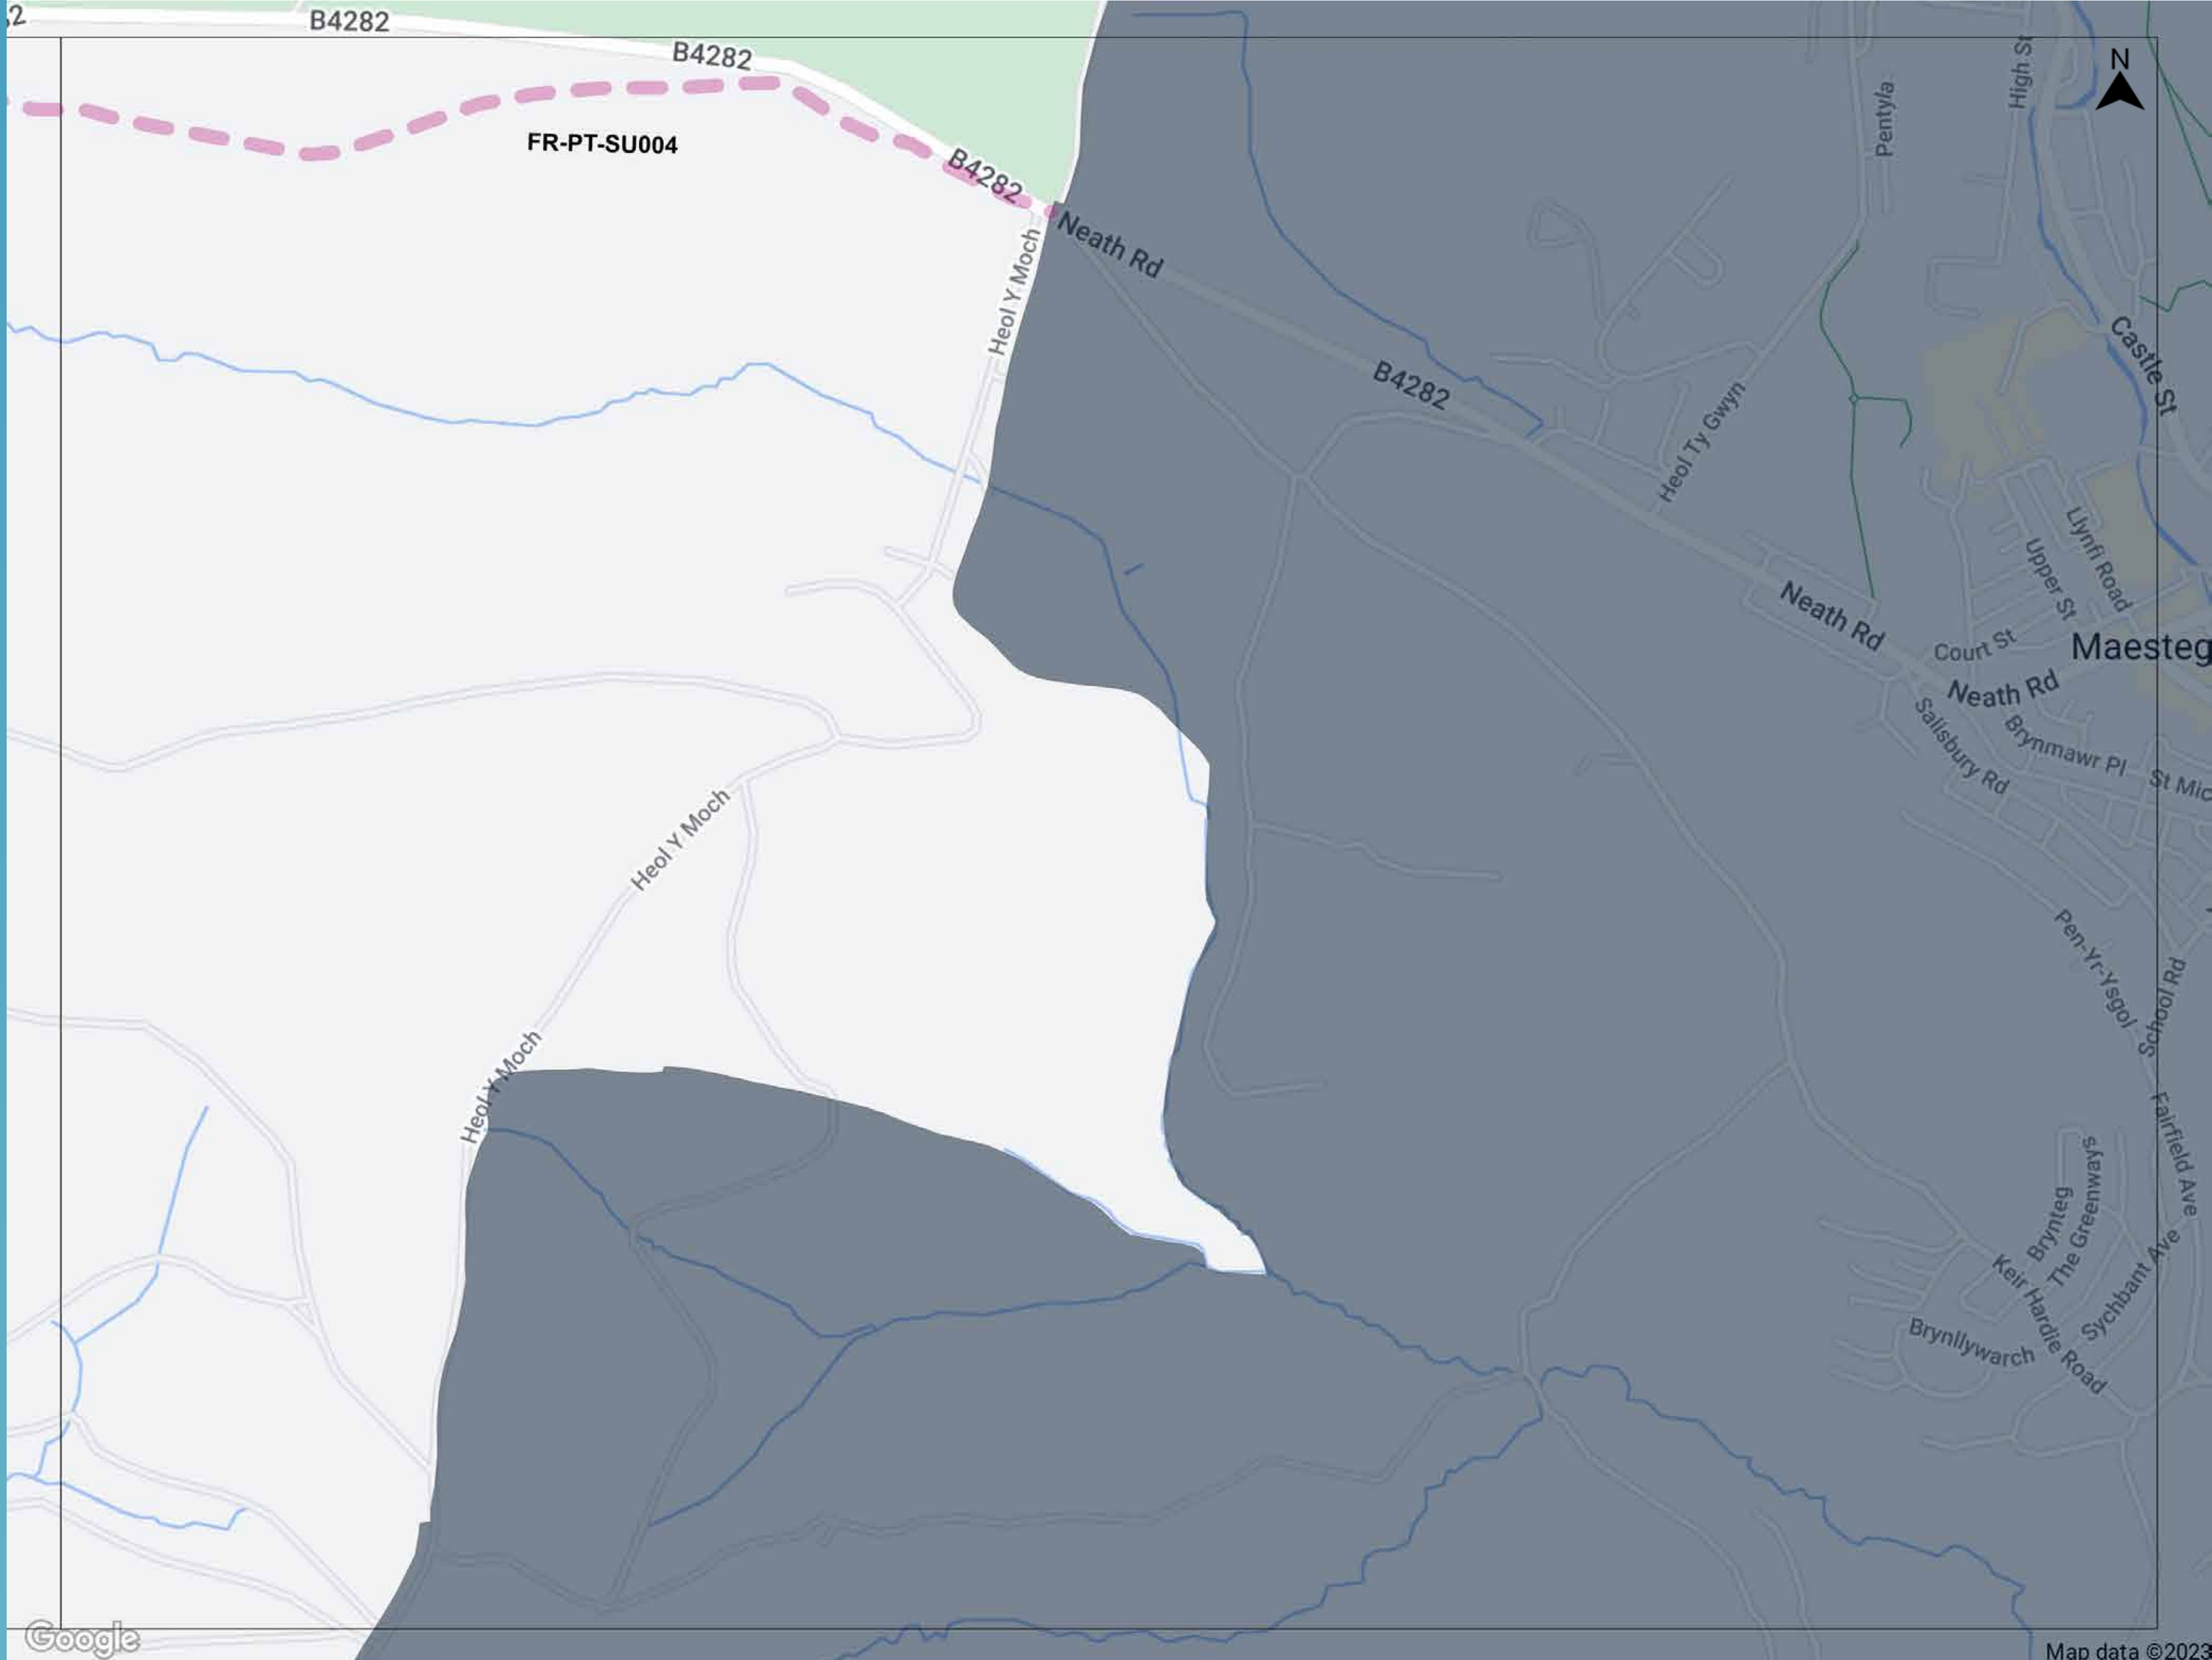 B4282
B4282
N
High St
Pentyla
FR-PT-SU004
B4282
Neath Rd
Heol Y Moch
Castle St
B4282
Heol Ty Gwyn
Llynfi Road
Upper St
Neath Rd
Court St
Maesteg
Neath Rd
Salisbury Rd
Brynmawr Pl
St Mic
Heol Y Moch
Pen-Yr-Ysgol
School Rd
Heol Y Moch
Fairfield Ave
Brynteg
The Greenways
Keir Hardie Road
Sychbant Ave
Brynllywarch
Google
Map data ©2023